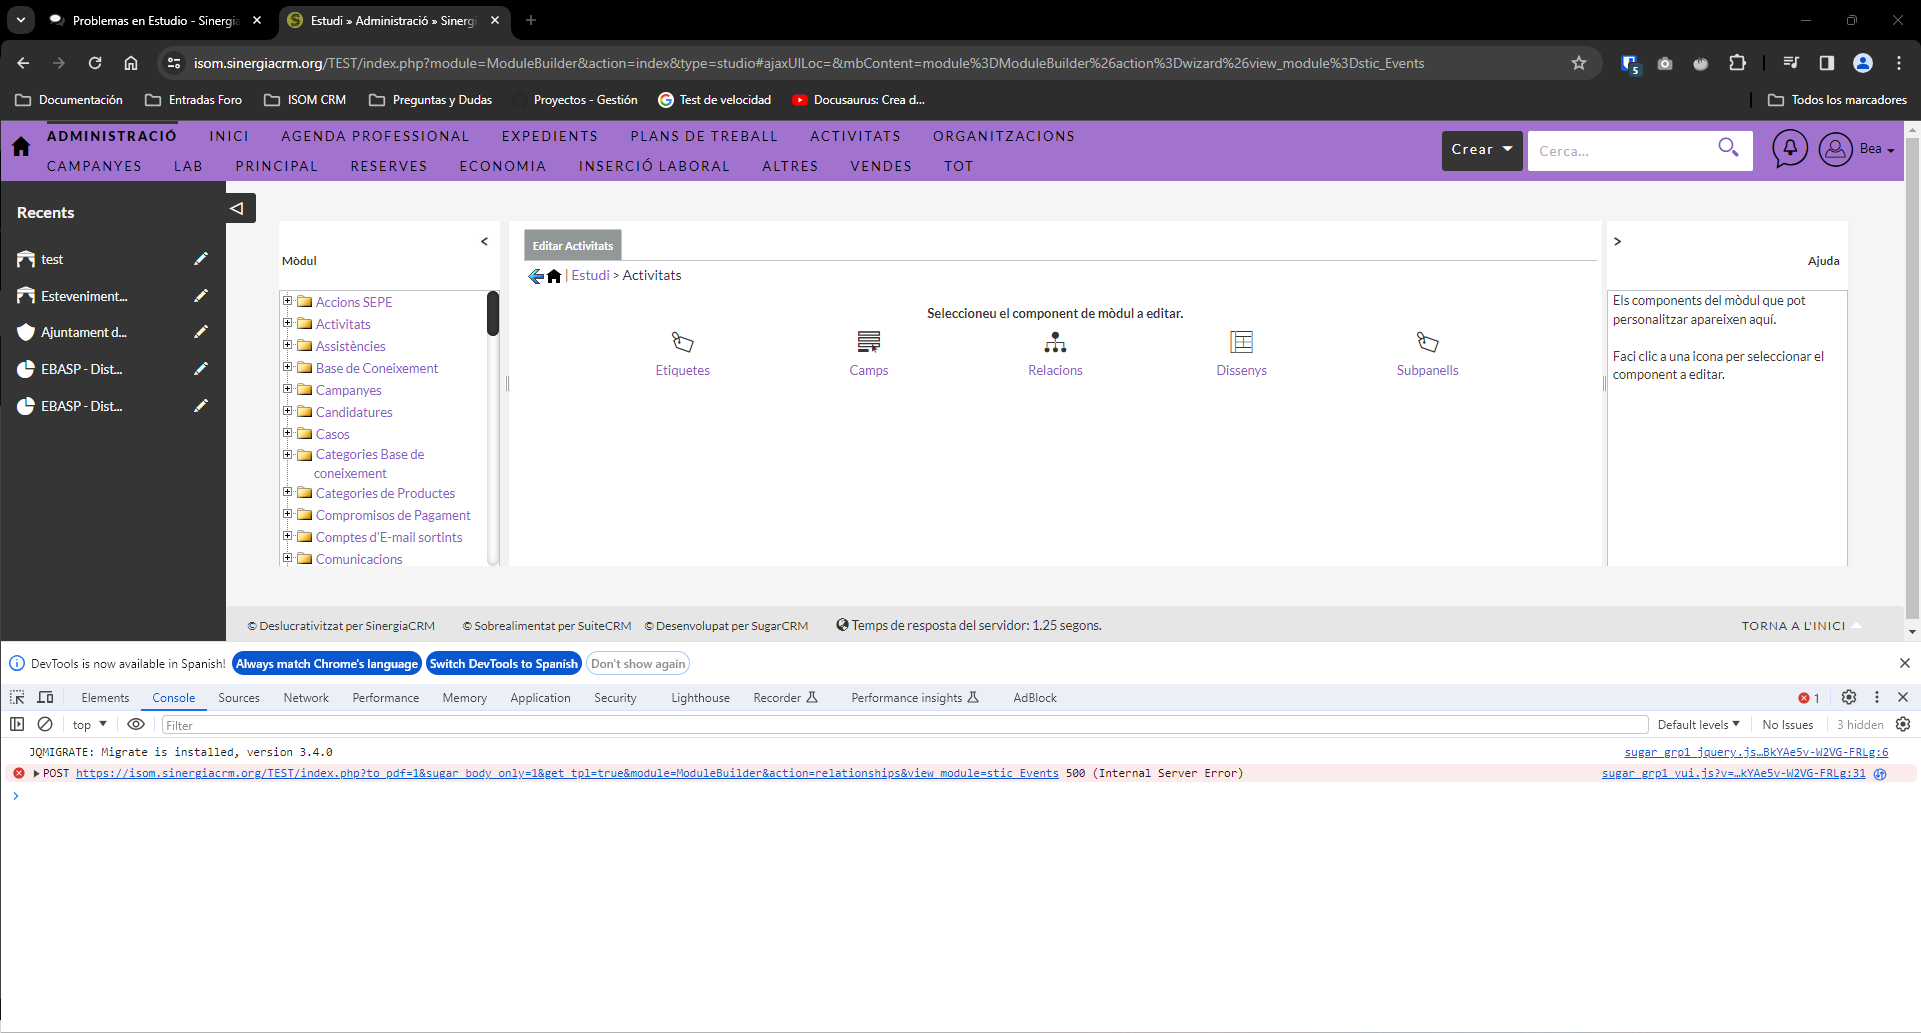 Problemas en Estudio - Sinergia
Estudi » Administració » Sinergi
isom.sinergiacrm.org/TEST/index.php?module=ModuleBuilder&action=index&type=studio#ajaxUILoc=&mbContent=module%3DModuleBuilder%26action%3Dwizard%26view_module%3Dstic_Events
5
Documentación Entradas Foro ISOM CRM Preguntas y Dudas Proyectos - Gestión Test de velocidad Docusaurus: Crea d... Todos los marcadores
ADMINISTRACIÓ INICI AGENDA PROFESSIONAL EXPEDIENTS PLANS DE TREBALL ACTIVITATS ORGANITZACIONS
CAMPANYES LAB PRINCIPAL RESERVES ECONOMIA INSERCIÓ LABORAL ALTRES VENDES TOT
Crear
Cerca...
Bea
Recents
test
Esteveniment...
Ajuntament d...
EBASP - Dist...
EBASP - Dist...
<
Mòdul
Accions SEPE
Activitats
Assistències
Base de Coneixement
Campanyes
Candidatures
Casos
Categories Base de
coneixement
Categories de Productes
Compromisos de Pagament
Comptes d'E-mail sortints
Comunicacions
Editar Activitats
| Estudi > Activitats
Seleccioneu el component de mòdul a editar.
Etiquetes Camps Relacions Dissenys Subpanells
>
Ajuda
Els components del mòdul que pot
personalitzar apareixen aquí.
Faci clic a una icona per seleccionar el
component a editar.
© Deslucrativitzat per SinergiaCRM © Sobrealimentat per SuiteCRM © Desenvolupat per SugarCRM Temps de resposta del servidor: 1.25 segons. TORNA A L'INICI
DevTools is now available in Spanish! Always match Chrome's language Switch DevTools to Spanish Don't show again
Elements Console Sources Network Performance Memory Application Security Lighthouse Recorder Performance insights AdBlock 1
top Filter Default levels No Issues 3 hidden
JQMIGRATE: Migrate is installed, version 3.4.0 sugar_grp1_jquery.js…BkYAe5v-W2VG-FRLg:6
POST https://isom.sinergiacrm.org/TEST/index.php?to_pdf=1&sugar_body_only=1&get_tpl=true&module=ModuleBuilder&action=relationships&view_module=stic_Events 500 (Internal Server Error) sugar_grp1_yui.js?v=…kYAe5v-W2VG-FRLg:31